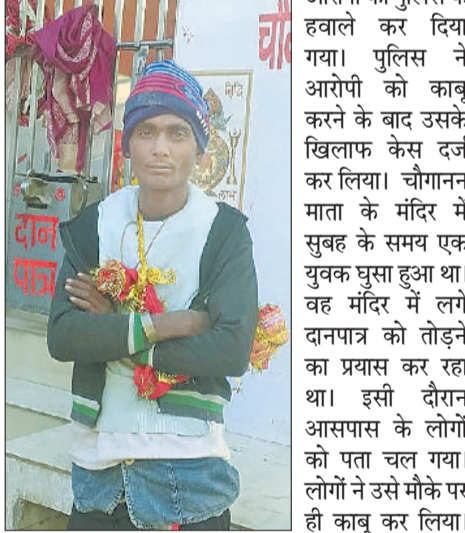 चौ
सिद्धि
लाभ
दान
पात्र
हवाले कर दिया
गया। पुलिस ने
आरोपी को काबू
करने के बाद उसके
खिलाफ केस दर्ज
कर लिया। चौगानन
माता के मंदिर में
सुबह के समय एक
युवक घुसा हुआ था।
वह मंदिर में लगे
दानपात्र को तोड़ने
का प्रयास कर रहा
था। इसी दौरान
आसपास के लोगों
को पता चल गया।
लोगों ने उसे मौके पर
ही काबू कर लिया।